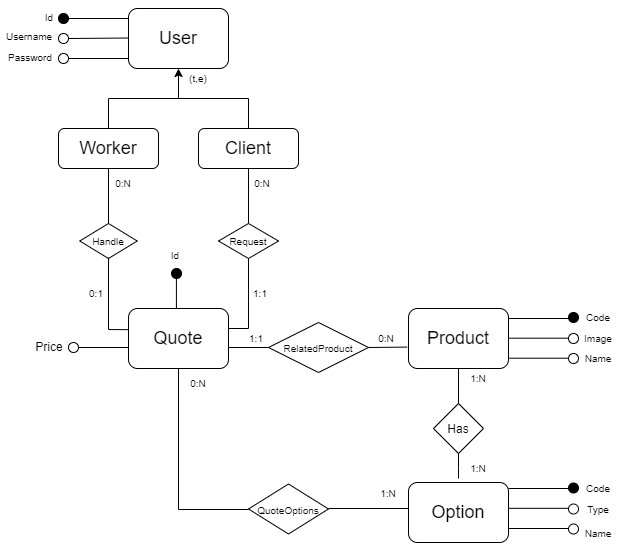 Id
Username
Password
User
(t,e)
Worker
Client
0:N
0:N
Handle
Request
Id
0:1
1:1
Price
Quote
1:1
RelatedProduct
0:N
Product
Code
Image
Name
0:N
1:N
Has
1:N
1:N
QuoteOptions
Option
Code
Type
Name